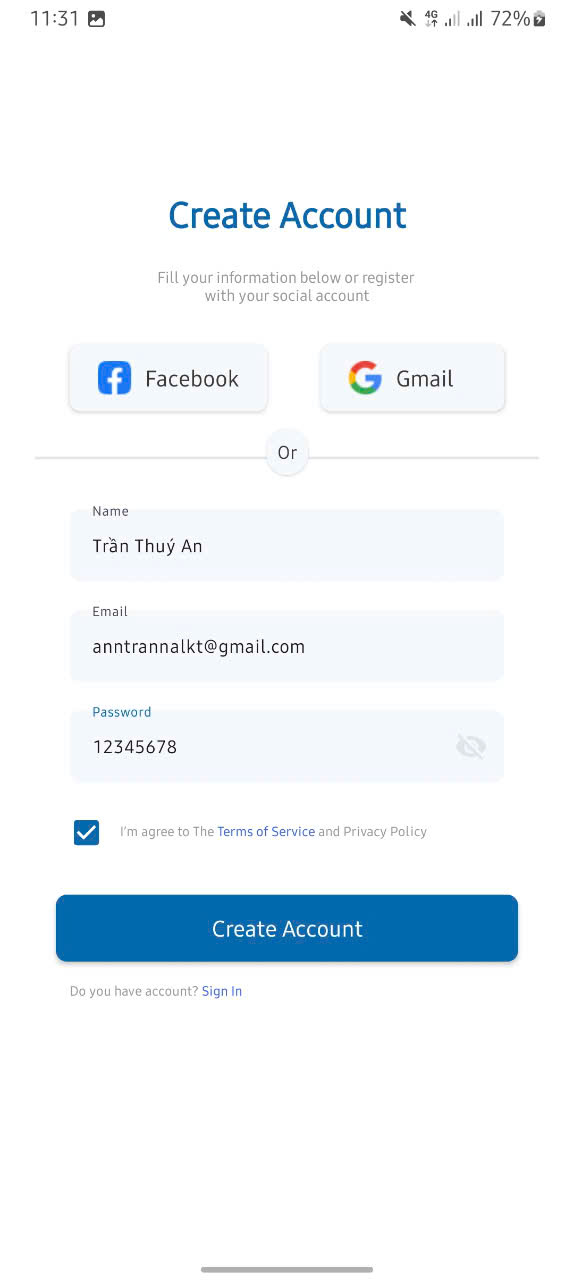 11:31 4G 72%
Create Account
Fill your information below or register
with your social account
Facebook Gmail
Or
Name
Trần Thuý An
Email
anntrannalkt@gmail.com
Password
12345678
I'm agree to The Terms of Service and Privacy Policy
Create Account
Do you have account? Sign In